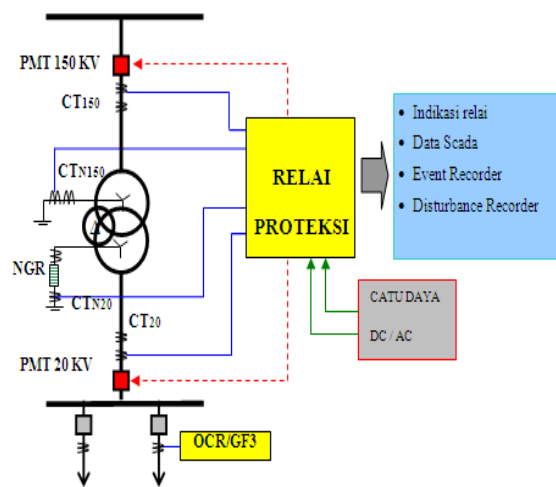 PMT 150 KV
CT150
CTN150
NGR
CTN20
CT20
PMT 20 KV
RELAI
PROTEKSI
• Indikasi relai
• Data Scada
• Event Recorder
• Disturbance Recorder
CATU DAYA
DC / AC
OCR/GF3